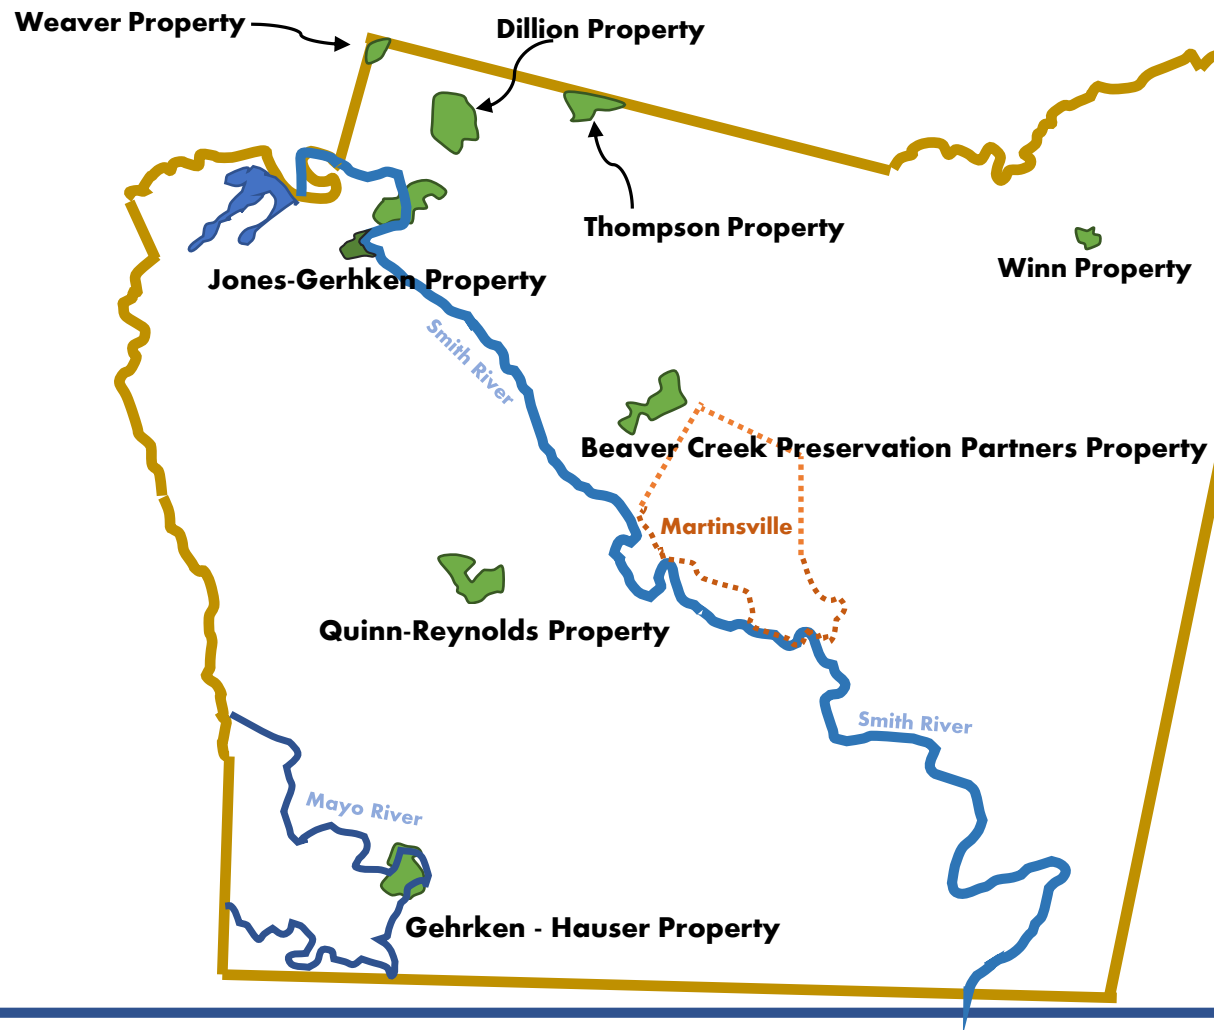 Weaver Property
Dillion Property
Thompson Property
Winn Property
Jones-Gerhken Property
Smith River
Beaver Creek Preservation Partners Property
Martinsville
Quinn-Reynolds Property
Smith River
Mayo River
Gehrken - Hauser Property